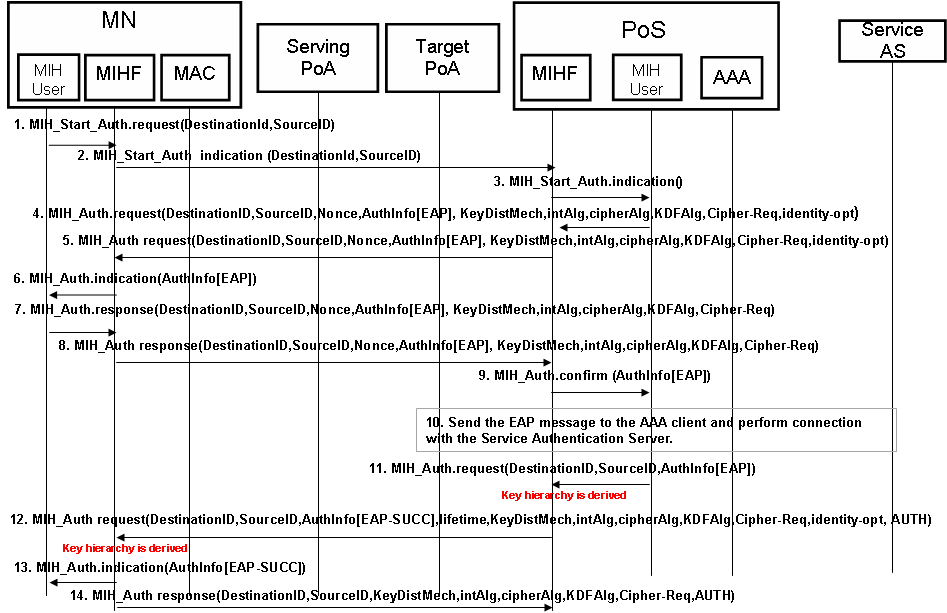 MN
MIH
User
MIHF
MAC
Serving
PoA
Target
PoA
PoS
MIHF
MIH
User
AAA
Service
AS
1. MIH_Start_Auth.request(DestinationId,SourceID)
2. MIH_Start_Auth indication (DestinationId,SourceID)
3. MIH_Start_Auth.indication()
4. MIH_Auth.request(DestinationID,SourceID,Nonce,AuthInfo[EAP], KeyDistMech,intAlg,cipherAlg,KDFAlg,Cipher-Req,identity-opt)
5. MIH_Auth request(DestinationID,SourceID,Nonce,AuthInfo[EAP], KeyDistMech,intAlg,cipherAlg,KDFAlg,Cipher-Req,identity-opt)
6. MIH_Auth.indication(AuthInfo[EAP])
7. MIH_Auth.response(DestinationID,SourceID,Nonce,AuthInfo[EAP], KeyDistMech,intAlg,cipherAlg,KDFAlg,Cipher-Req)
8. MIH_Auth response(DestinationID,SourceID,Nonce,AuthInfo[EAP], KeyDistMech,intAlg,cipherAlg,KDFAlg,Cipher-Req)
9. MIH_Auth.confirm (AuthInfo[EAP])
10. Send the EAP message to the AAA client and perform connection
with the Service Authentication Server.
11. MIH_Auth.request(DestinationID,SourceID,AuthInfo[EAP])
Key hierarchy is derived
12. MIH_Auth request(DestinationID,SourceID,AuthInfo[EAP-SUCC],lifetime,KeyDistMech,intAlg,cipherAlg,KDFAlg,Cipher-Req,identity-opt, AUTH)
Key hierarchy is derived
13. MIH_Auth.indication(AuthInfo[EAP-SUCC])
14. MIH_Auth response(DestinationID,SourceID,KeyDistMech,intAlg,cipherAlg,KDFAlg,Cipher-Req,AUTH)